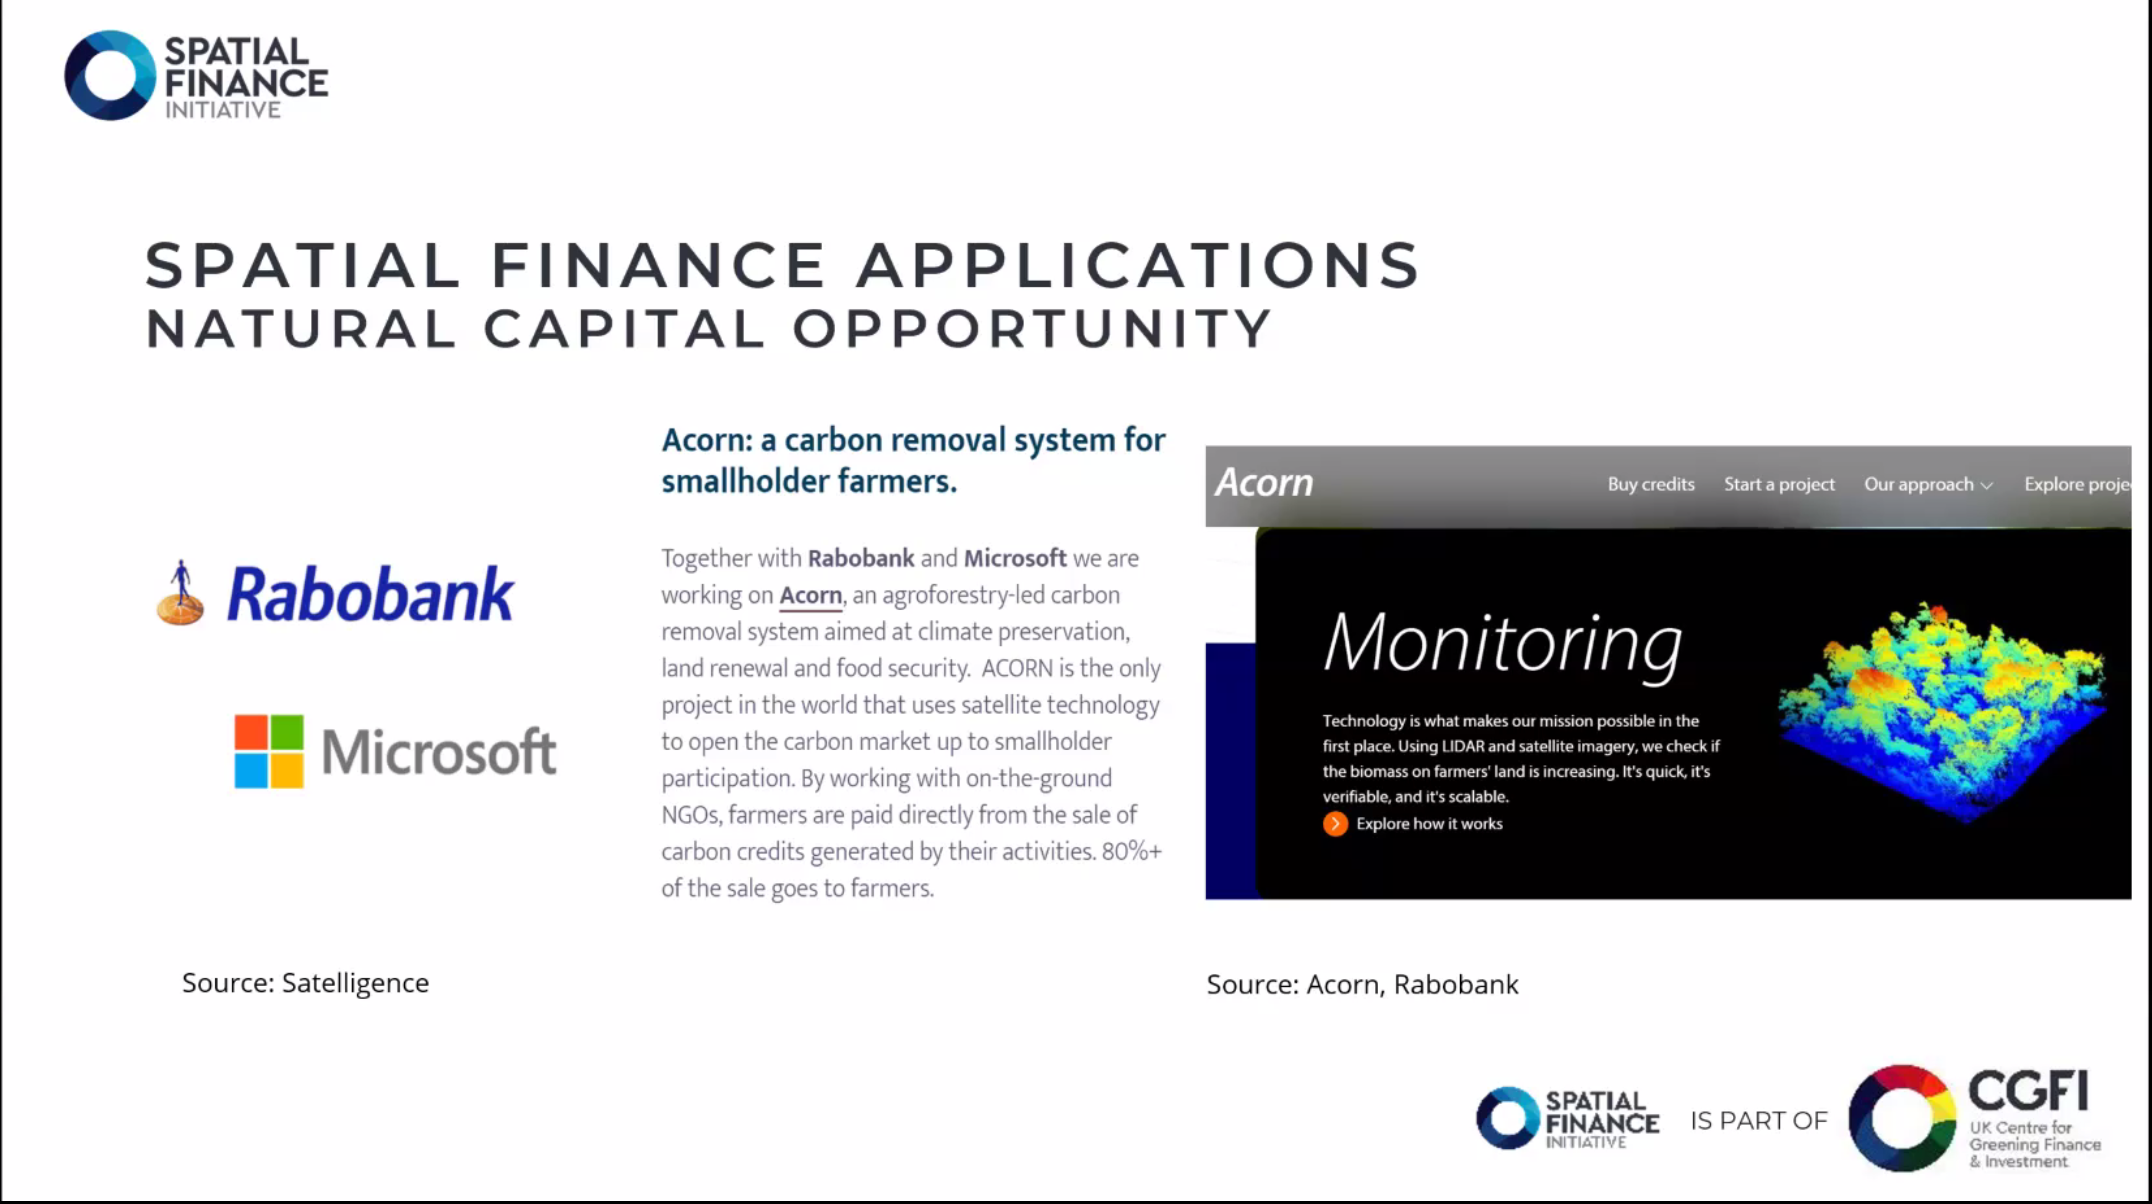 SPATIAL
FINANCE
INITIATIVE
SPATIAL FINANCE APPLICATIONS
NATURAL CAPITAL OPPORTUNITY
Rabobank
Microsoft
Source: Satelligence
Acorn: a carbon removal system for
smallholder farmers.
Together with Rabobank and Microsoft we are
working on Acorn, an agroforestry-led carbon
removal system aimed at climate preservation,
land renewal and food security.  ACORN is the only
project in the world that uses satellite technology
to open the carbon market up to smallholder
participation. By working with on-the-ground
NGOs, farmers are paid directly from the sale of
carbon credits generated by their activities. 80%+
of the sale goes to farmers.
Acorn Buy credits Start a project Our approach Explore proje
Monitoring
Technology is what makes our mission possible in the
first place. Using LIDAR and satellite imagery, we check if
the biomass on farmers' land is increasing. It's quick, it's
verifiable, and it's scalable.
Explore how it works
Source: Acorn, Rabobank
SPATIAL
FINANCE
INITIATIVE
IS PART OF
CGFI
UK Centre for
Greening Finance
& Investment